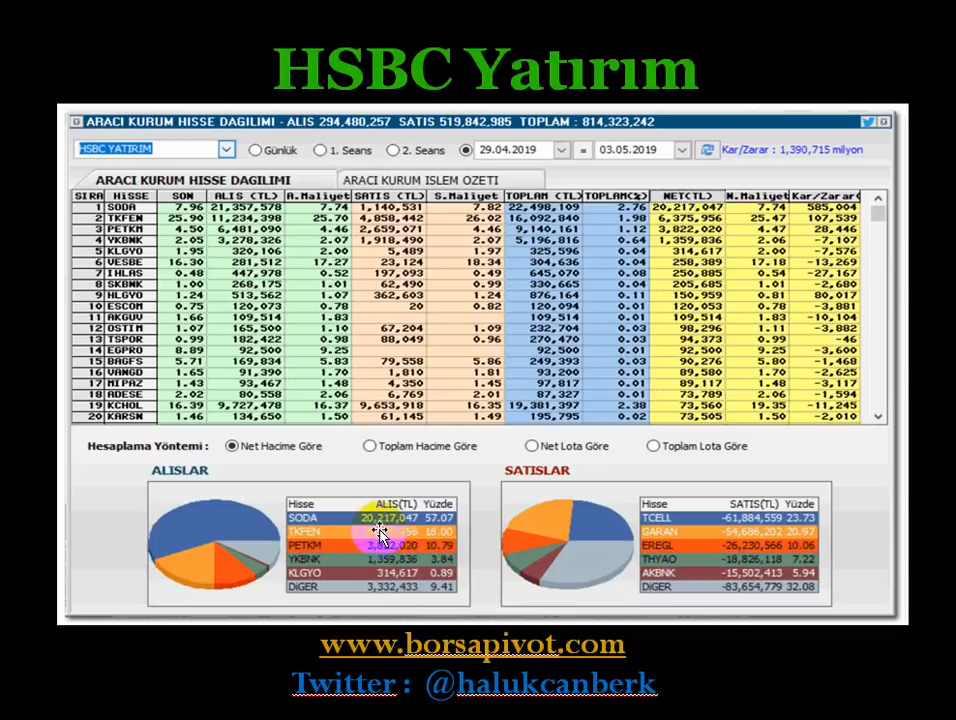 HSBC Yatırım
ARACI KURUM HISSE DAGILIMI - ALIS 294,480,257 SATIS 519,842,985 TOPLAM : 814,323,242
HSBC YATIRIM Günlük 1. Seans 2. Seans 29.04.2019 = 03.05.2019 Kar/Zarar : 1,390,715 milyon
ARACI KURUM HISSE DAGILIMI ARACI KURUM ISLEM OZETI
SIRA HiSSE SON ALIS (TL) A.Maliyet SATIS (TL) S.Maliyet TOPLAM (TL) TOPLAM(%) NET(TL) N.Maliyet Kar/Zarar
1 SODA 7.96 21,357,578 7.74 1,140,531 7.82 22,498,109 2.76 20,217,047 7.74 585,004
2 TKFEN 25.90 11,234,398 25.70 4,858,442 26.02 16,092,840 1.98 6,375,956 25.47 107,539
3 PETKM 4.50 6,481,090 4.46 2,659,071 4.46 9,140,161 1.12 3,822,020 4.47 28,446
4 YKBNK 2.05 3,278,326 2.07 1,918,490 2.07 5,196,816 0.64 1,359,836 2.06 -7,107
5 KLGYO 1.95 320,106 2.00 5,489 1.97 325,596 0.04 314,617 2.00 -7,576
6 VESBE 16.30 281,512 17.27 23,124 18.34 304,636 0.04 258,389 17.18 -13,269
7 IHLAS 0.48 447,978 0.52 197,093 0.49 645,070 0.08 250,885 0.54 -27,167
8 SKBNK 1.00 268,175 1.01 62,490 0.99 330,665 0.04 205,685 1.01 -2,680
9 HLGYO 1.24 513,562 1.07 362,603 1.24 876,164 0.11 150,959 0.81 80,017
10 ESCOM 0.75 120,073 0.78 20 0.82 120,094 0.01 120,053 0.78 -3,881
11 AKGUV 1.66 109,514 1.83 109,514 0.01 109,514 1.83 -10,104
12 OSTIM 1.07 165,500 1.10 67,204 1.09 232,704 0.03 98,296 1.11 -3,882
13 TSPOR 0.99 182,422 0.98 88,049 0.96 270,470 0.03 94,373 0.99 -46
14 EGPRO 8.89 92,500 9.25 92,500 0.01 92,500 9.25 -3,600
15 BAGFS 5.71 169,834 5.83 79,558 5.86 249,393 0.03 90,276 5.80 -1,468
16 VANGD 1.65 91,390 1.70 1,810 1.81 93,200 0.01 89,580 1.70 -2,625
17 MIPAZ 1.43 93,467 1.48 4,350 1.45 97,817 0.01 89,117 1.48 -3,117
18 ADESE 2.02 80,558 2.06 6,769 2.01 87,327 0.01 73,789 2.06 -1,594
19 KCHOL 16.39 9,727,478 16.37 9,653,918 16.35 19,381,397 2.38 73,560 19.35 -11,245
20 KARSN 1.46 134,650 1.50 61,145 1.49 195,795 0.02 73,505 1.50 -2,010
Hesaplama Yöntemi : Net Hacime Göre Toplam Hacime Göre Net Lota Göre Toplam Lota Göre
ALISLAR
Hisse ALIS(TL) Yüzde
SODA 20,217,047 57.07
TKFEN 18.00
PETKM 10.79
YKBNK 1,359,836 3.84
KLGYO 314,617 0.89
DiGER 3,332,433 9.41
SATISLAR
Hisse SATIS(TL) Yüzde
TCELL -61,884,559 23.73
GARAN -54,686,202 20.97
EREGL -26,230,566 10.06
THYAO -18,826,118 7.22
AKBNK -15,502,413 5.94
DiGER -83,654,779 32.08
www.borsapivot.com
Twitter : @halukcanberk